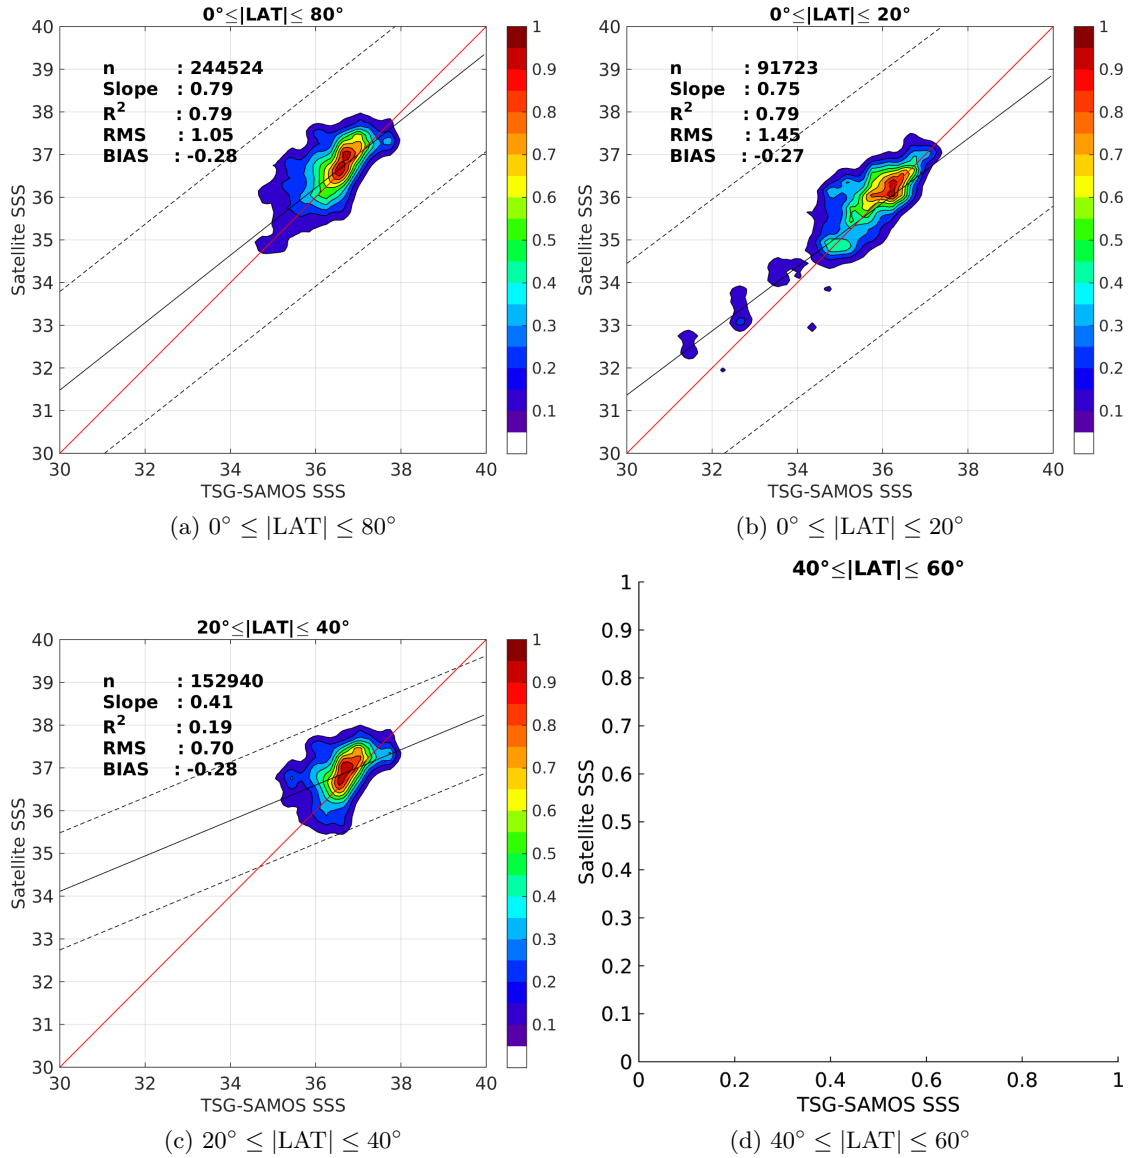 0°≤|LAT|≤ 80°
40
39
38
37
36
35
34
33
32
31
30
30 32 34 36 38 40
Satellite SSS
TSG-SAMOS SSS
n : 244524
Slope : 0.79
R² : 0.79
RMS : 1.05
BIAS : -0.28
1
0.9
0.8
0.7
0.6
0.5
0.4
0.3
0.2
0.1
(a) 0° ≤ |LAT| ≤ 80°
0°≤|LAT|≤ 20°
40
39
38
37
36
35
34
33
32
31
30
30 32 34 36 38 40
Satellite SSS
TSG-SAMOS SSS
n : 91723
Slope : 0.75
R² : 0.79
RMS : 1.45
BIAS : -0.27
1
0.9
0.8
0.7
0.6
0.5
0.4
0.3
0.2
0.1
(b) 0° ≤ |LAT| ≤ 20°
20°≤|LAT|≤ 40°
40
39
38
37
36
35
34
33
32
31
30
30 32 34 36 38 40
Satellite SSS
TSG-SAMOS SSS
n : 152940
Slope : 0.41
R² : 0.19
RMS : 0.70
BIAS : -0.28
1
0.9
0.8
0.7
0.6
0.5
0.4
0.3
0.2
0.1
(c) 20° ≤ |LAT| ≤ 40°
40°≤|LAT|≤ 60°
1
0.9
0.8
0.7
0.6
0.5
0.4
0.3
0.2
0.1
0
0 0.2 0.4 0.6 0.8 1
Satellite SSS
TSG-SAMOS SSS
(d) 40° ≤ |LAT| ≤ 60°